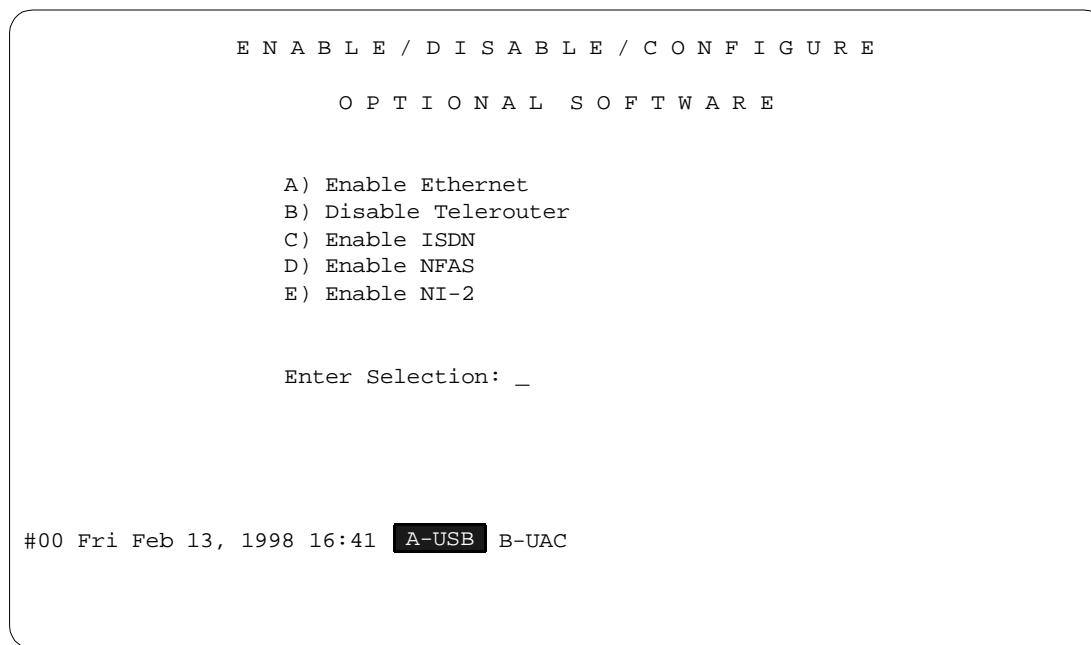 E N A B L E / D I S A B L E / C O N F I G U R E
O P T I O N A L S O F T W A R E
A) Enable Ethernet
B) Disable Telerouter
C) Enable ISDN
D) Enable NFAS
E) Enable NI-2
Enter Selection: _
#00 Fri Feb 13, 1998 16:41 A-USB B-UAC